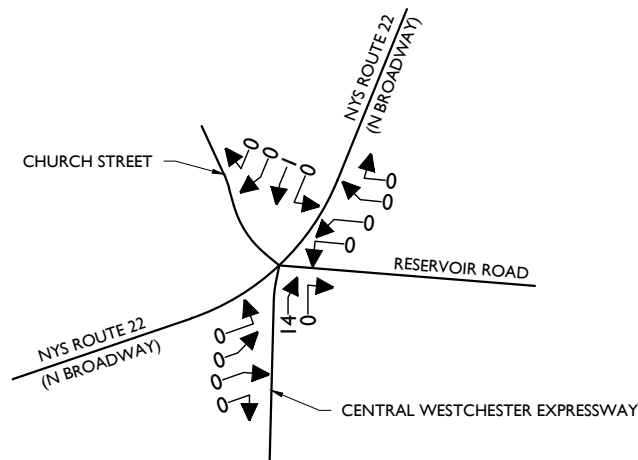 NYS ROUTE 22
(N BROADWAY)
CHURCH STREET
0
0
1
0
0
0
0
0
RESERVOIR ROAD
14
0
NYS ROUTE 22
(N BROADWAY)
0
0
0
0
CENTRAL WESTCHESTER EXPRESSWAY